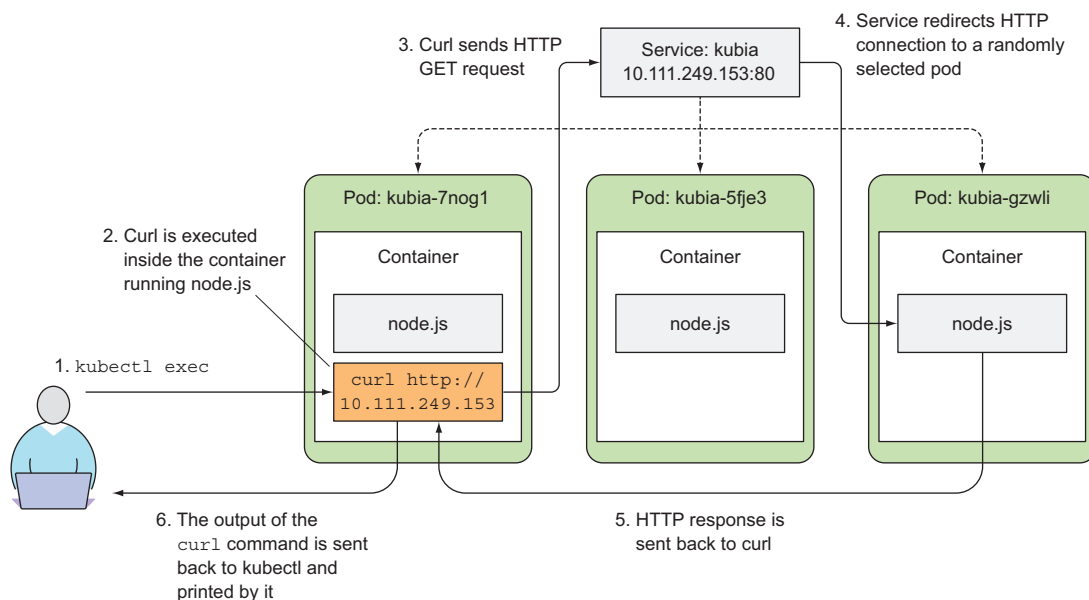 3. Curl sends HTTP
GET request
Service: kubia
10.111.249.153:80
4. Service redirects HTTP
connection to a randomly
selected pod
Pod: kubia-7nog1
Pod: kubia-5fje3
Pod: kubia-gzwli
2. Curl is executed
inside the container
running node.js
Container
Container
Container
node.js
node.js
node.js
1. kubectl exec
curl http://
10.111.249.153
6. The output of the
curl command is sent
back to kubectl and
printed by it
5. HTTP response is
sent back to curl